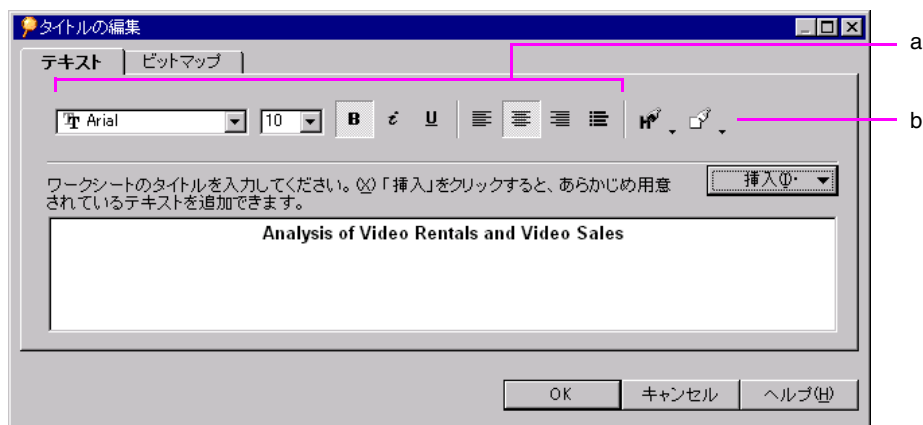 タイトルの編集
テキスト ビットマップ
a
Arial 10 B i U
b
ワークシートのタイトルを入力してください。(X)「挿入」をクリックすると、あらかじめ用意
されているテキストを追加できます。
挿入(I)·
Analysis of Video Rentals and Video Sales
OK キャンセル ヘルプ(H)